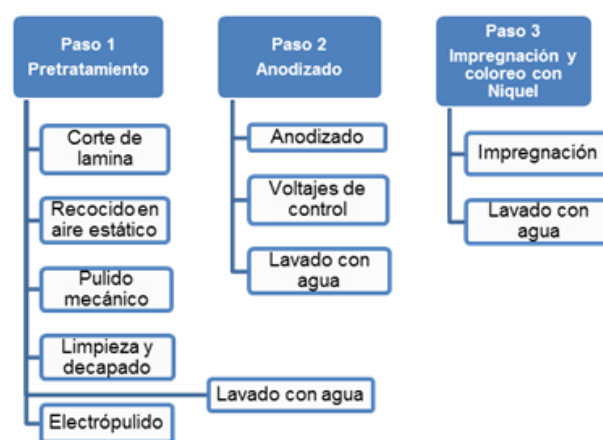 Paso 1
Pretratamiento
Corte de
lamina
Recocido en
aire estático
Pulido
mecánico
Limpieza y
decapado
Lavado con agua
Electrópulido
Paso 2
Anodizado
Anodizado
Voltajes de
control
Lavado con
agua
Paso 3
Impregnación y
coloreo con
Niquel
Impregnación
Lavado con
agua